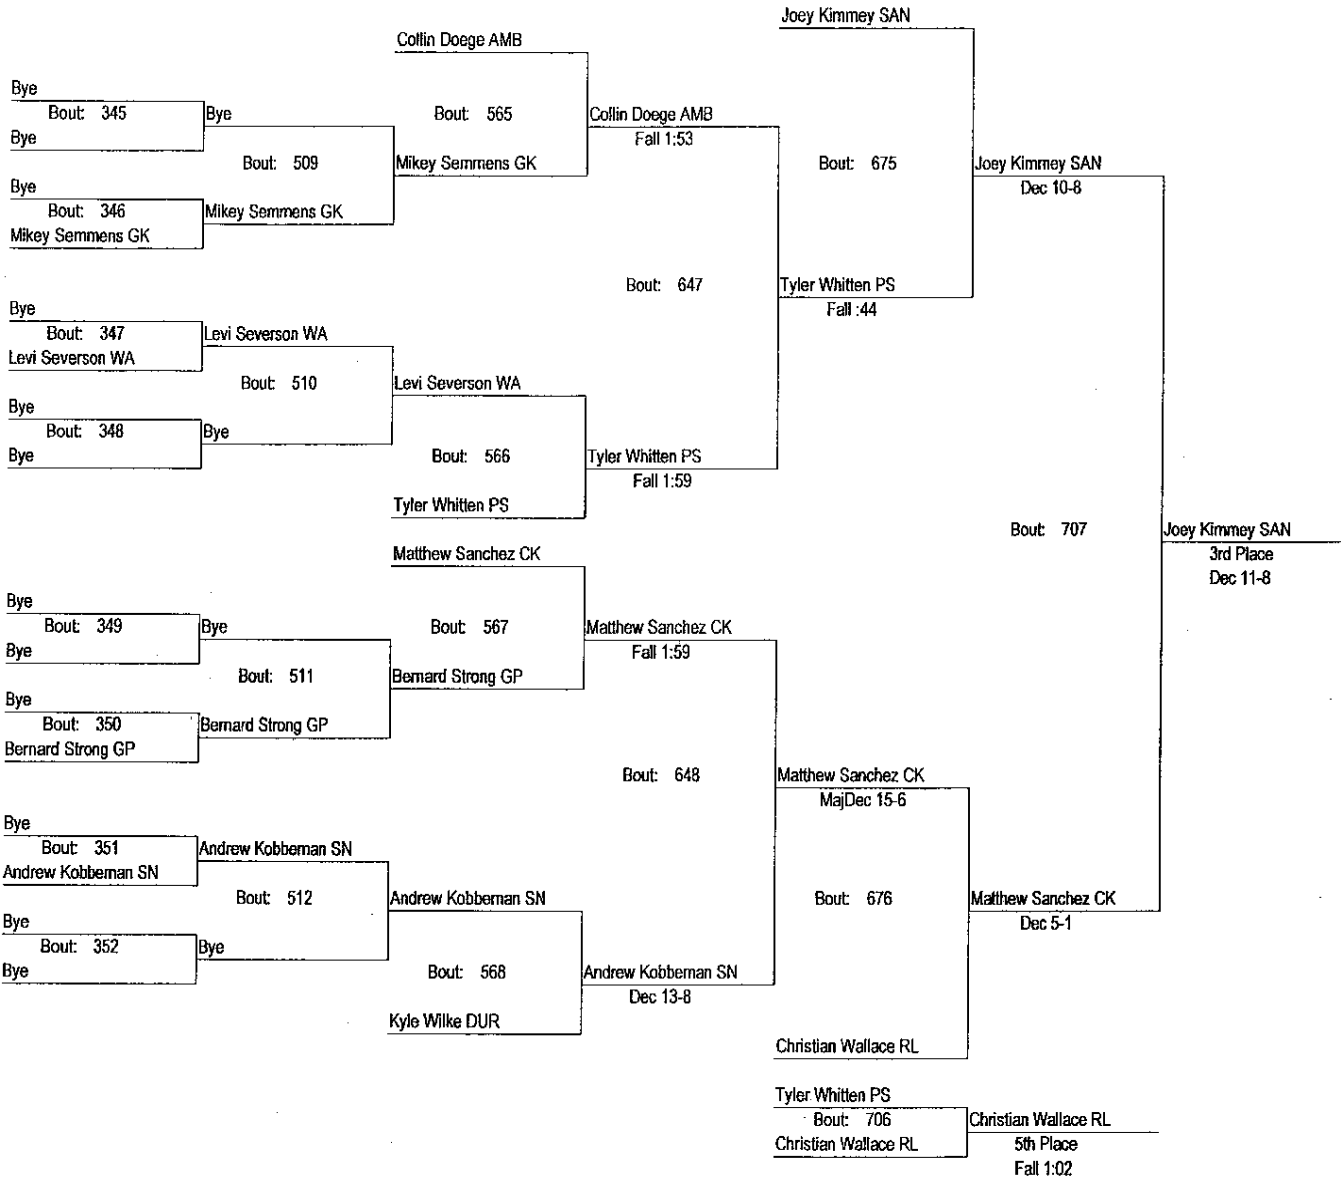 Joey Kimmey SAN
Collin Doege AMB
Bye
Bout: 345
Bye
Bye
Bout: 565
Collin Doege AMB
Fall 1:53
Bout: 509
Mikey Semmens GK
Bout: 675
Joey Kimmey SAN
Dec 10-8
Bye
Bout: 346
Mikey Semmens GK
Mikey Semmens GK
Bout: 647
Tyler Whitten PS
Fall :44
Bye
Bout: 347
Levi Severson WA
Levi Severson WA
Bout: 510
Levi Severson WA
Bye
Bout: 348
Bye
Bye
Bout: 566
Tyler Whitten PS
Fall 1:59
Tyler Whitten PS
Bout: 707
Joey Kimmey SAN
3rd Place
Dec 11-8
Matthew Sanchez CK
Bye
Bout: 349
Bye
Bye
Bout: 567
Matthew Sanchez CK
Fall 1:59
Bout: 511
Bernard Strong GP
Bye
Bout: 350
Bernard Strong GP
Bernard Strong GP
Bout: 648
Matthew Sanchez CK
MajDec 15-6
Bye
Bout: 351
Andrew Kobbeman SN
Andrew Kobbeman SN
Bout: 512
Andrew Kobbeman SN
Bout: 676
Matthew Sanchez CK
Dec 5-1
Bye
Bout: 352
Bye
Bye
Bout: 568
Andrew Kobbeman SN
Dec 13-8
Kyle Wilke DUR
Christian Wallace RL
Tyler Whitten PS
Bout: 706
Christian Wallace RL
Christian Wallace RL
5th Place
Fall 1:02